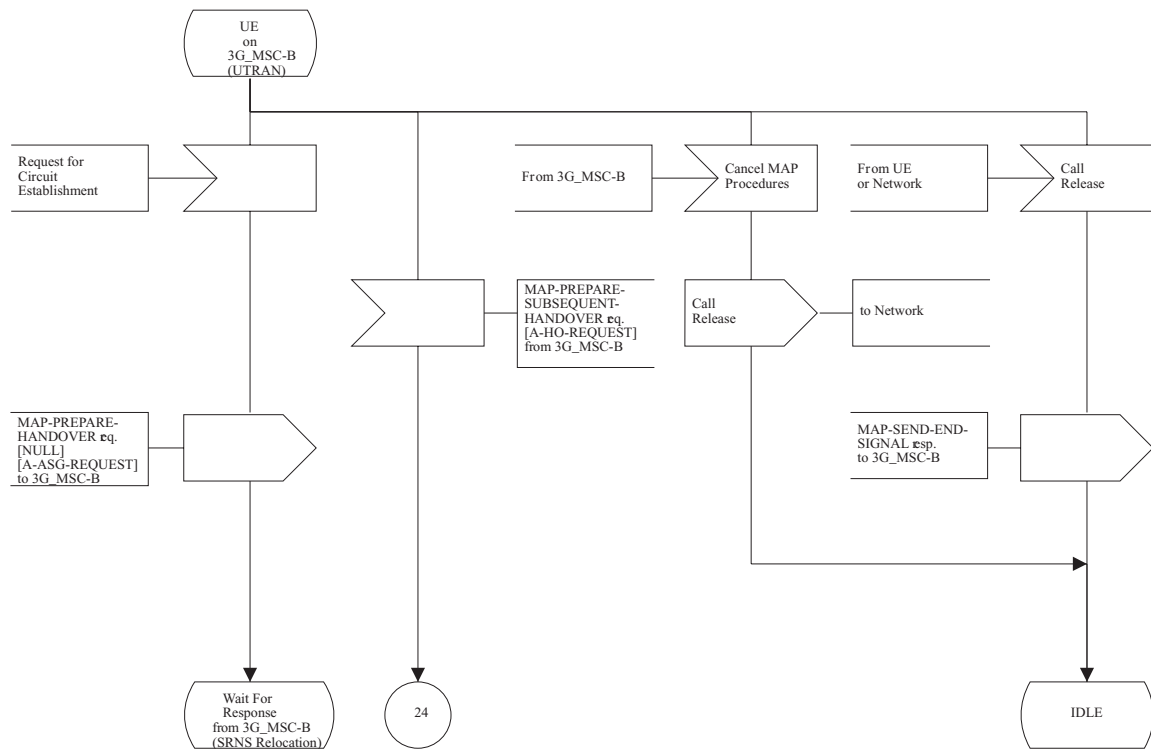 UE
on
3G_MSC-B
(UTRAN)
Request for
Circuit
Establishment
From 3G_MSC-B
Cancel MAP
Procedures
From UE
or Network
Call
Release
MAP-PREPARE-
SUBSEQUENT-
HANDOVER req.
[A-HO-REQUEST]
from 3G_MSC-B
Call
Release
to Network
MAP-PREPARE-
HANDOVER req.
[NULL]
[A-ASG-REQUEST]
to 3G_MSC-B
MAP-SEND-END-
SIGNAL resp.
to 3G_MSC-B
Wait For
Response
from 3G_MSC-B
(SRNS Relocation)
24
IDLE